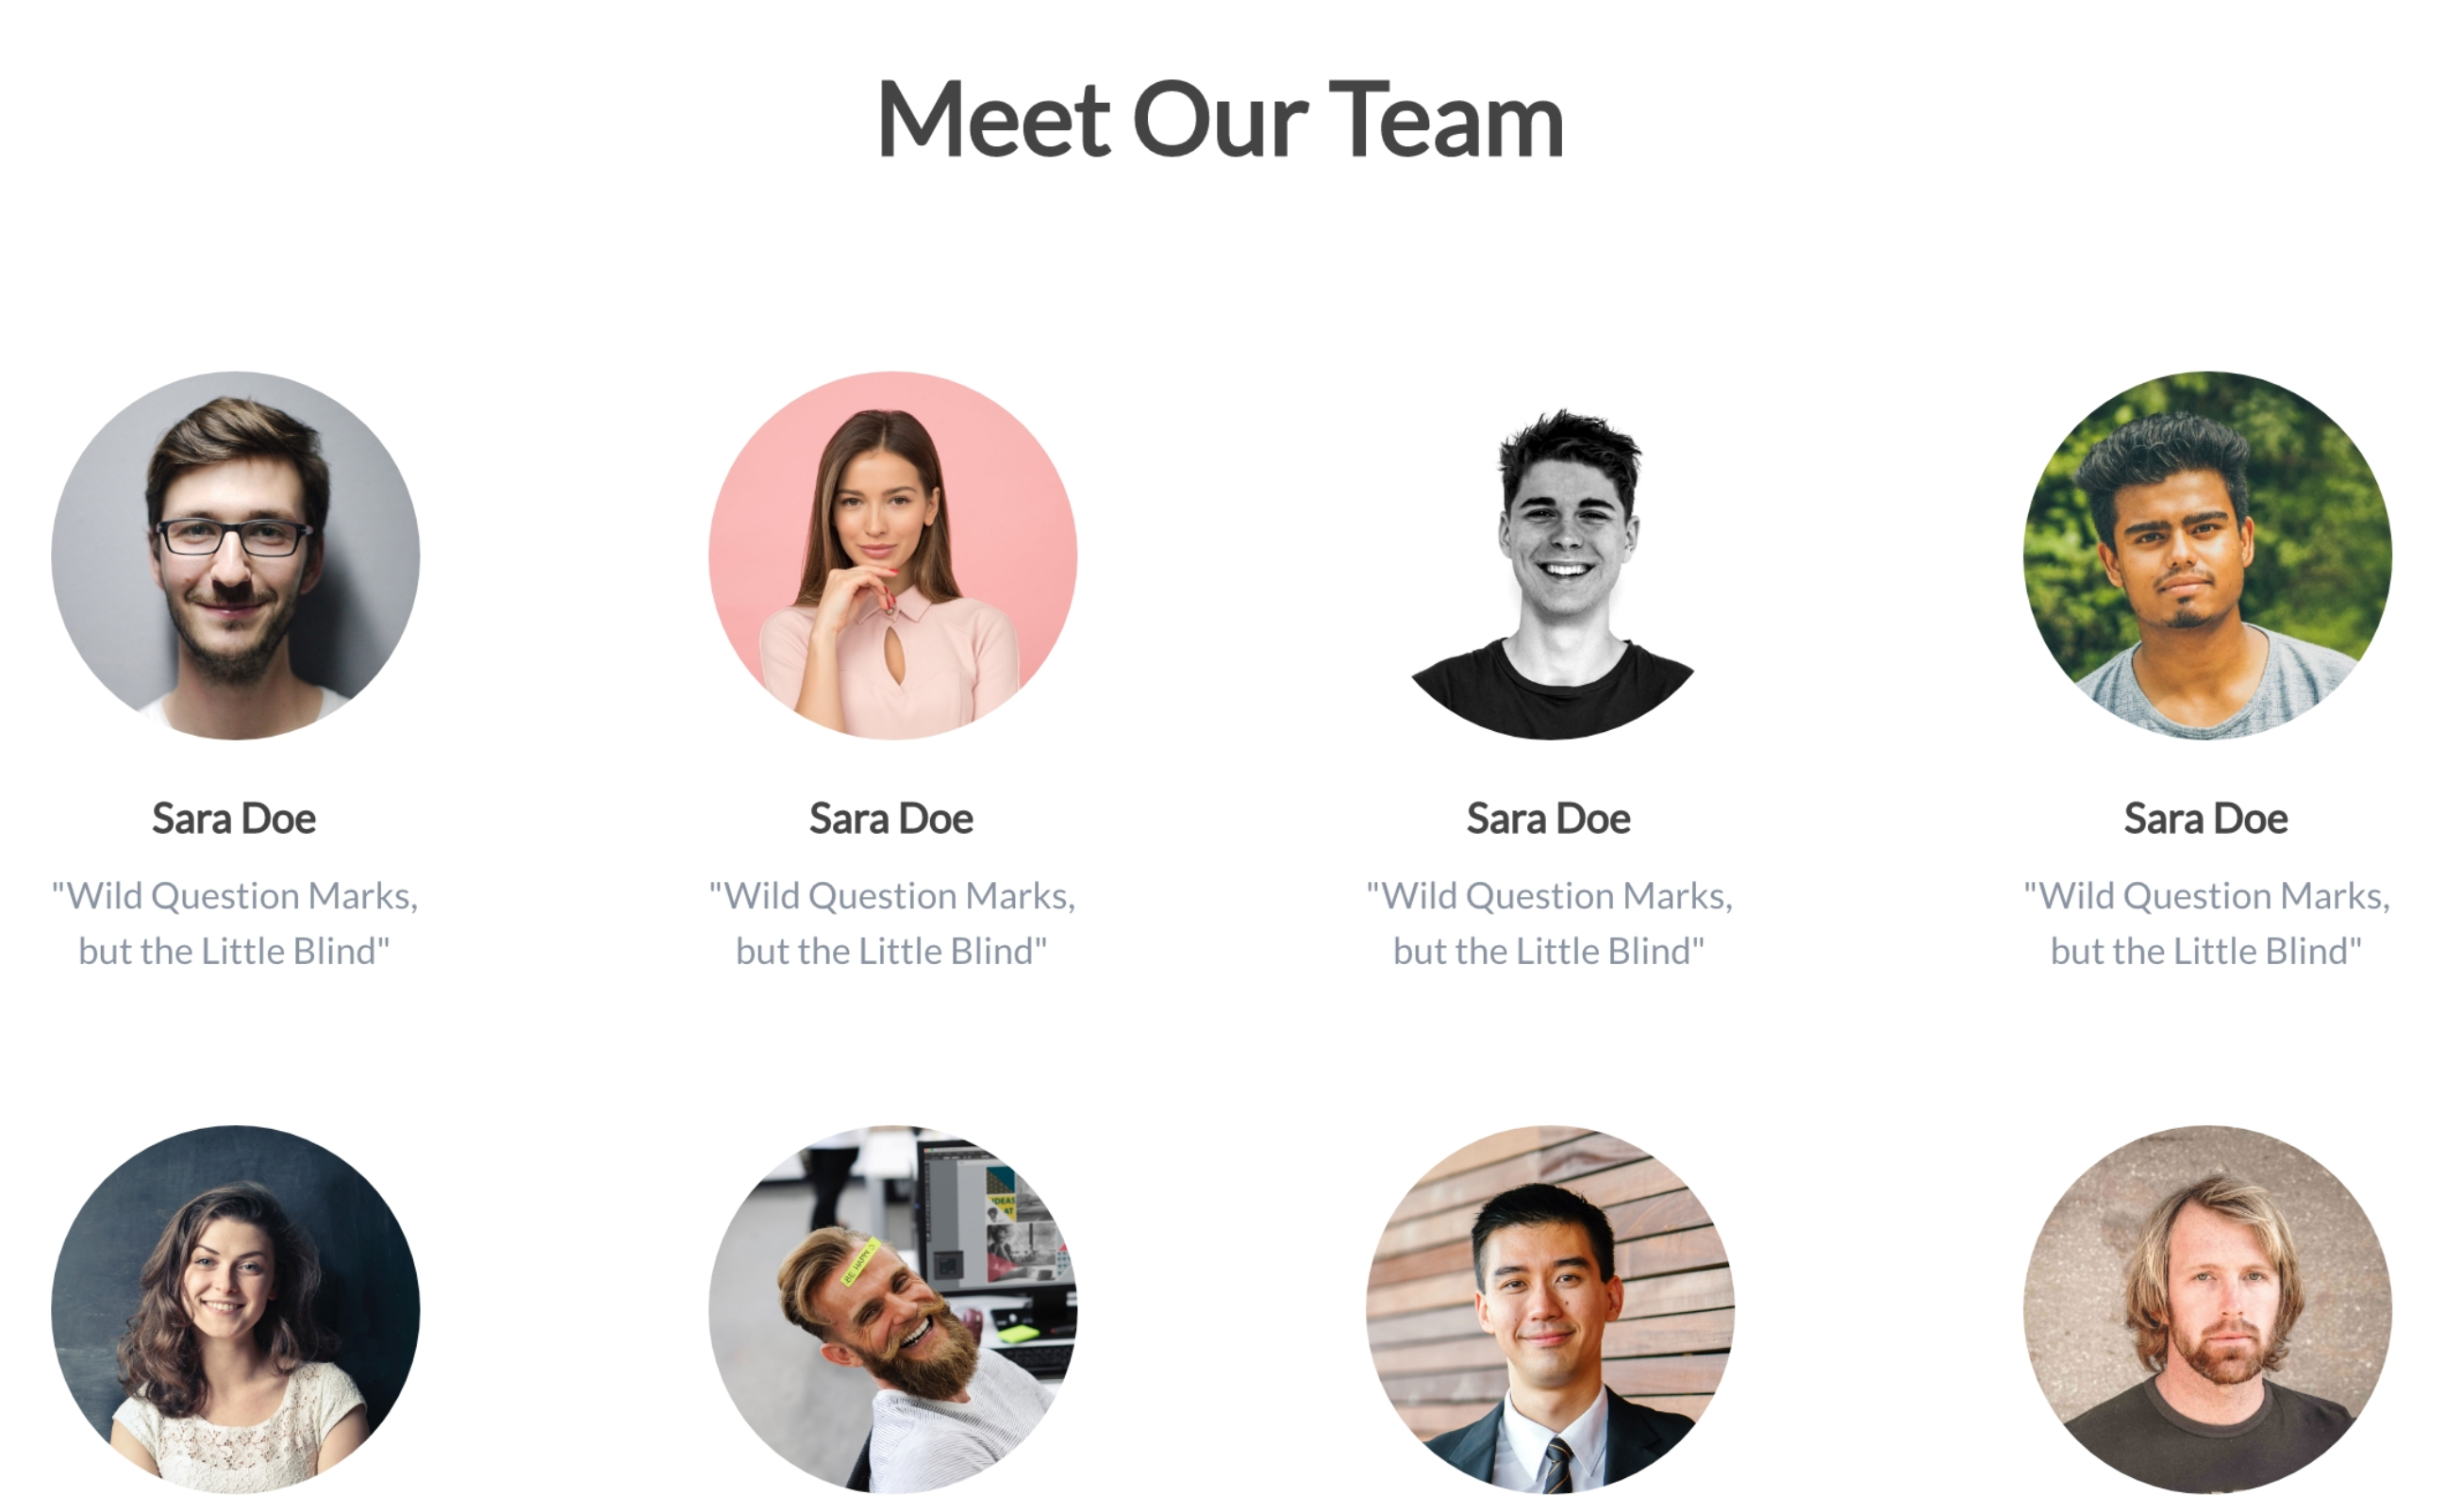 Meet Our Team
Sara Doe
Sara Doe
Sara Doe
Sara Doe
"Wild Question Marks,
but the Little Blind"
"Wild Question Marks,
but the Little Blind"
"Wild Question Marks,
but the Little Blind"
"Wild Question Marks,
but the Little Blind"
IDEAS
AT
BE HAPPY